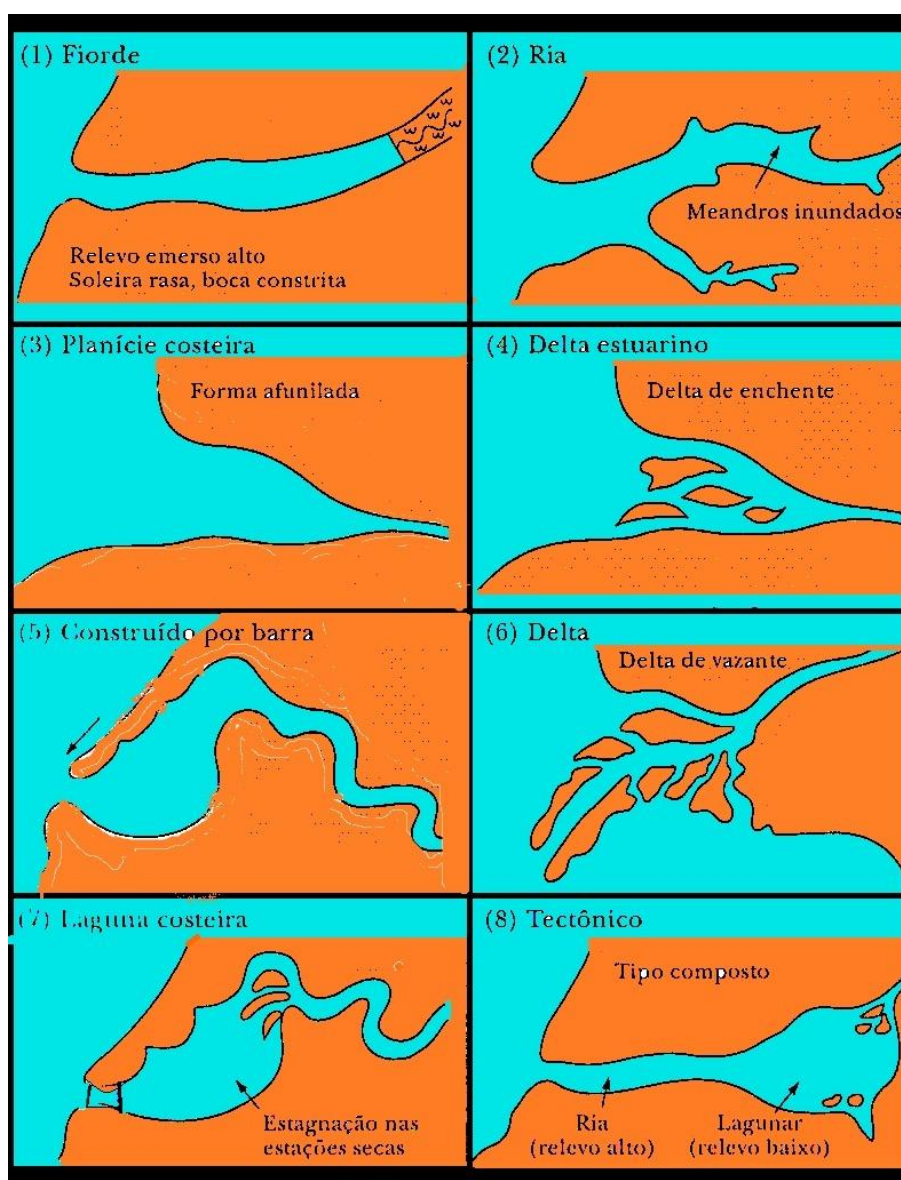 (1) Fiorde
Relevo emerso alto
Soleira rasa, boca constrita
(2) Ria
Meandros inundados
(3) Planície costeira
Forma afunilada
(4) Delta estuarino
Delta de enchente
(5) Construído por barra
(6) Delta
Delta de vazante
(7) Laguna costeira
Estagnação nas
estações secas
(8) Tectônico
Tipo composto
Ria
(relevo alto)
Lagunar
(relevo baixo)